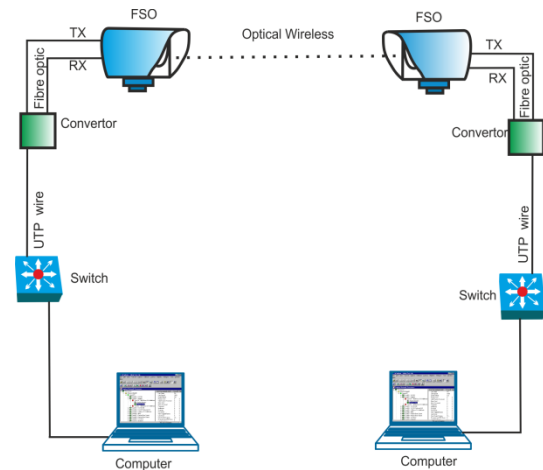 FSO
FSO
TX
Optical Wireless
TX
RX
RX
Fibre optic
Fibre optic
Convertor
Convertor
UTP wire
UTP wire
Switch
Switch
Computer
Computer